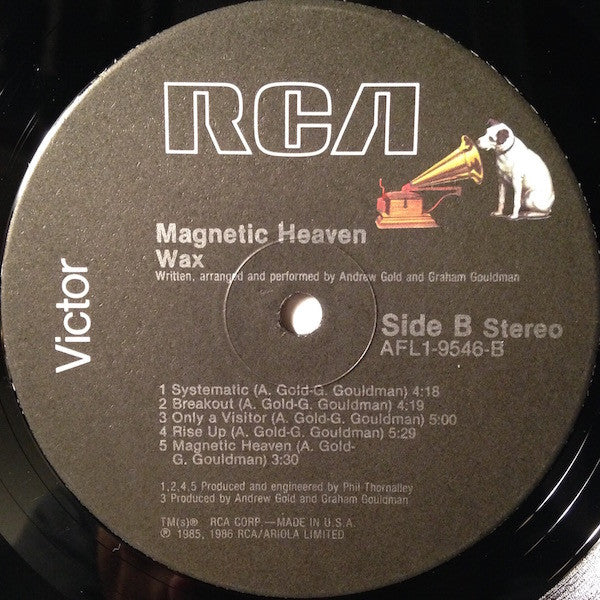 RCA
Victor
Magnetic Heaven
Wax
Written, arranged and performed by Andrew Gold and Graham Gouldman
Side B Stereo
AFL1-9546-B
1 Systematic (A. Gold-G. Gouldman) 4:18
2 Breakout (A. Gold-G. Gouldman) 4:19
3 Only a Visitor (A. Gold-G. Gouldman) 5:00
4 Rise Up (A. Gold-G. Gouldman) 5:29
5 Magnetic Heaven (A. Gold-
G. Gouldman) 3:30
1,2,4,5 Produced and engineered by Phil Thornalley
3 Produced by Andrew Gold and Graham Gouldman
TM(s)® RCA CORP.—MADE IN U.S.A.
℗ 1985, 1986 RCA/ARIOLA LIMITED